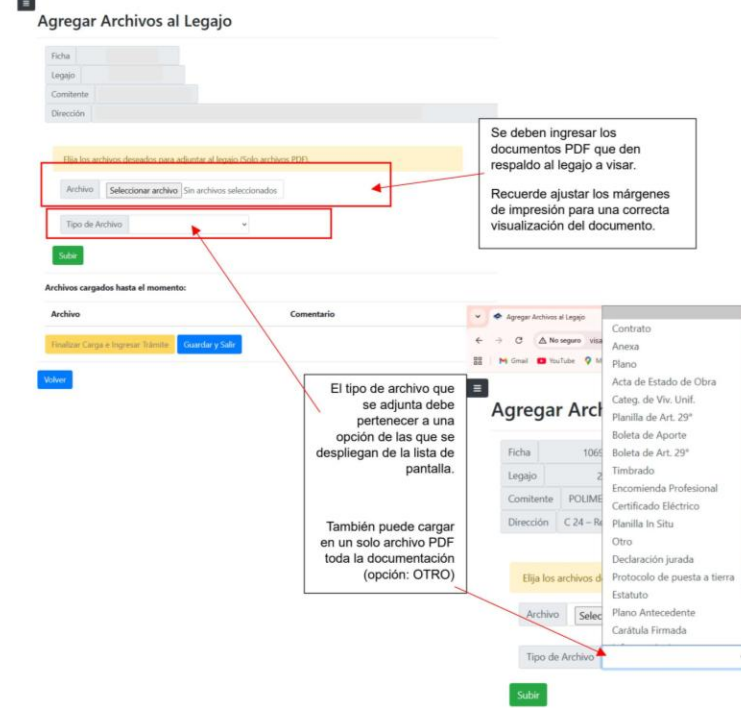 Agregar Archivos al Legajo
Ficha
Legajo
Comitente
Dirección
Elija los archivos deseados para adjuntar al legajo (Solo archivos PDF).
Archivo Seleccionar archivo Sin archivos seleccionados
Tipo de Archivo
Subir
Archivos cargados hasta el momento:
Archivo Comentario
Finalizar Carga e Ingresar Trámite Guardar y Salir
Volver
Se deben ingresar los
documentos PDF que den
respaldo al legajo a visar.
Recuerde ajustar los márgenes
de impresión para una correcta
visualización del documento.
El tipo de archivo que
se adjunta debe
pertenecer a una
opción de las que se
despliegan de la lista de
pantalla.
También puede cargar
en un solo archivo PDF
toda la documentación
(opción: OTRO)
Agregar Archivos al Legajo
No seguro visa
Gmail YouTube M
Agregar Arch
Ficha 1069
Legajo 2
Comitente POLIME
Dirección C 24 – Re
Elija los archivos d
Archivo Selec
Tipo de Archivo
Subir
Contrato
Anexa
Plano
Acta de Estado de Obra
Categ. de Viv. Unif.
Planilla de Art. 29°
Boleta de Aporte
Boleta de Art. 29°
Timbrado
Encomienda Profesional
Certificado Eléctrico
Planilla In Situ
Otro
Declaración jurada
Protocolo de puesta a tierra
Estatuto
Plano Antecedente
Carátula Firmada